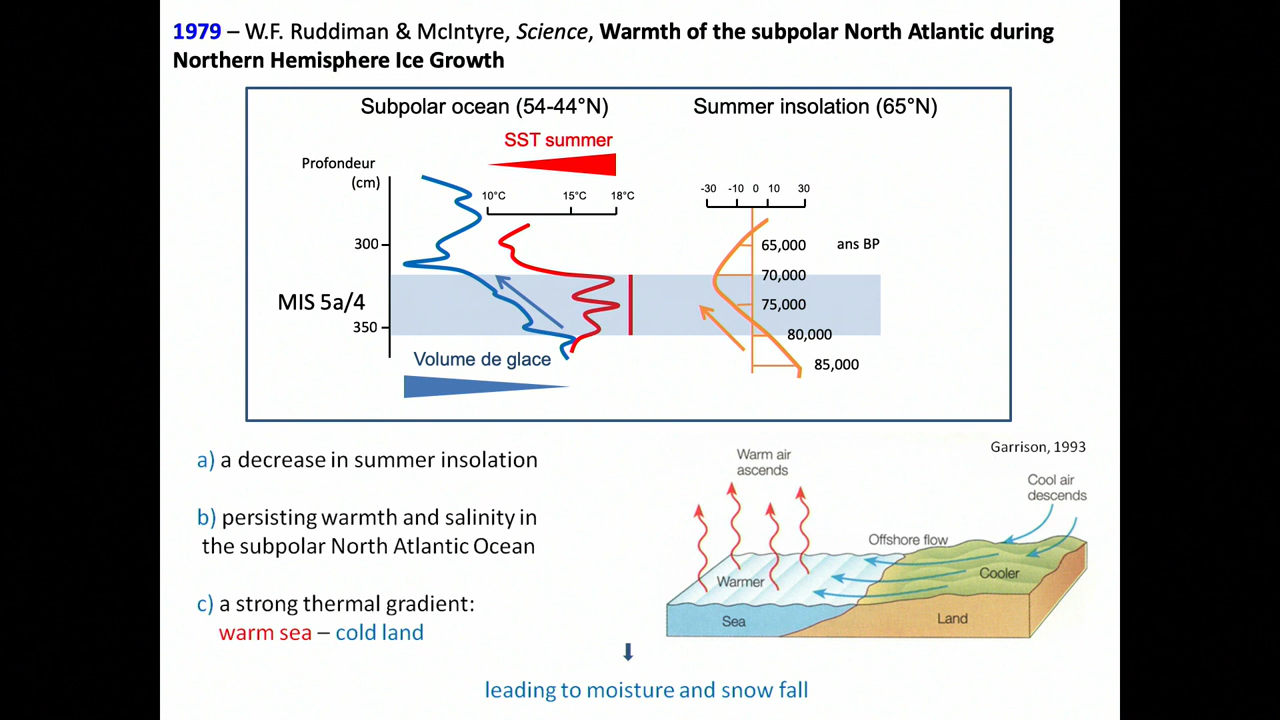 1979 – W.F. Ruddiman & McIntyre, Science, Warmth of the subpolar North Atlantic during
Northern Hemisphere Ice Growth
Subpolar ocean (54-44°N)
Summer insolation (65°N)
SST summer
Profondeur
(cm)
10°C 15°C 18°C
-30 -10 0 10 30
300
65,000 ans BP
70,000
MIS 5a/4
75,000
350
80,000
Volume de glace
85,000
a) a decrease in summer insolation
b) persisting warmth and salinity in
the subpolar North Atlantic Ocean
c) a strong thermal gradient:
warm sea – cold land
Garrison, 1993
Warm air
ascends
Cool air
descends
Offshore flow
Warmer
Cooler
Sea
Land
leading to moisture and snow fall